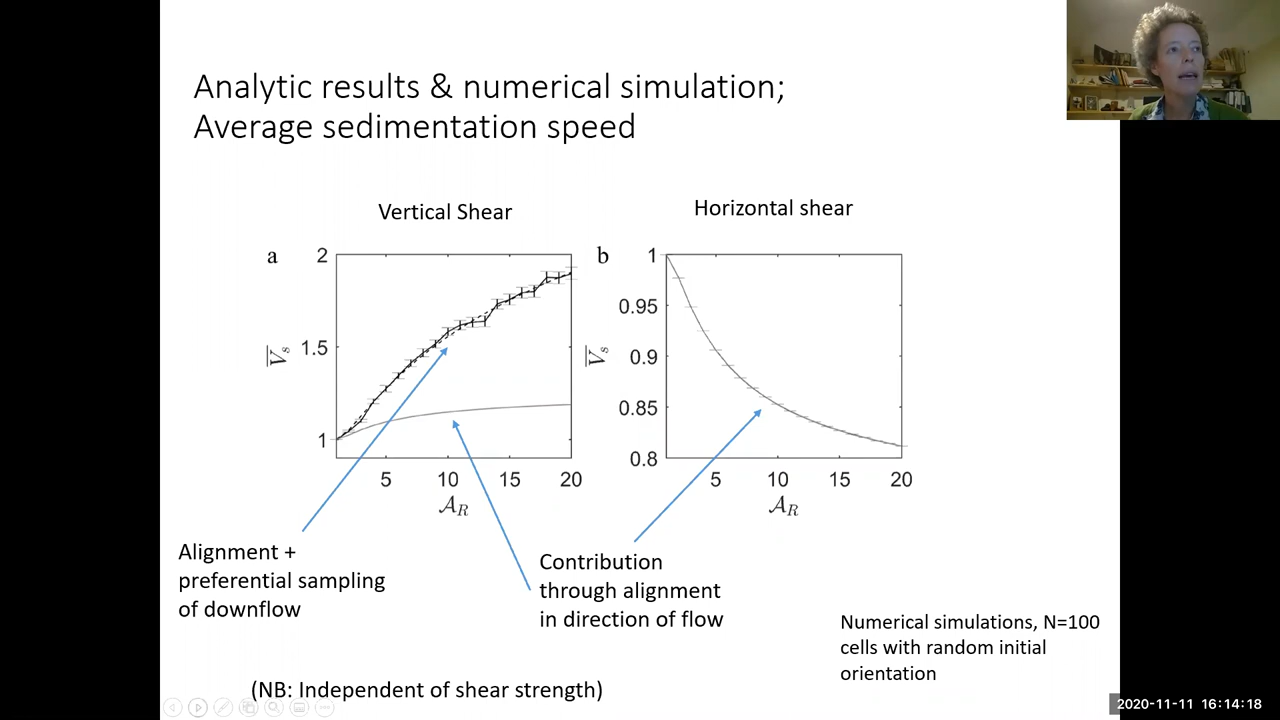 Analytic results & numerical simulation;
Average sedimentation speed
Vertical Shear
Horizontal shear
a
2
1.5
1
V̅s
5 10 15 20
AR
b
1
0.95
0.9
0.85
0.8
V̅s
5 10 15 20
AR
Alignment +
preferential sampling
of downflow
Contribution
through alignment
in direction of flow
Numerical simulations, N=100
cells with random initial
orientation
(NB: Independent of shear strength)
2020-11-11 16:14:18